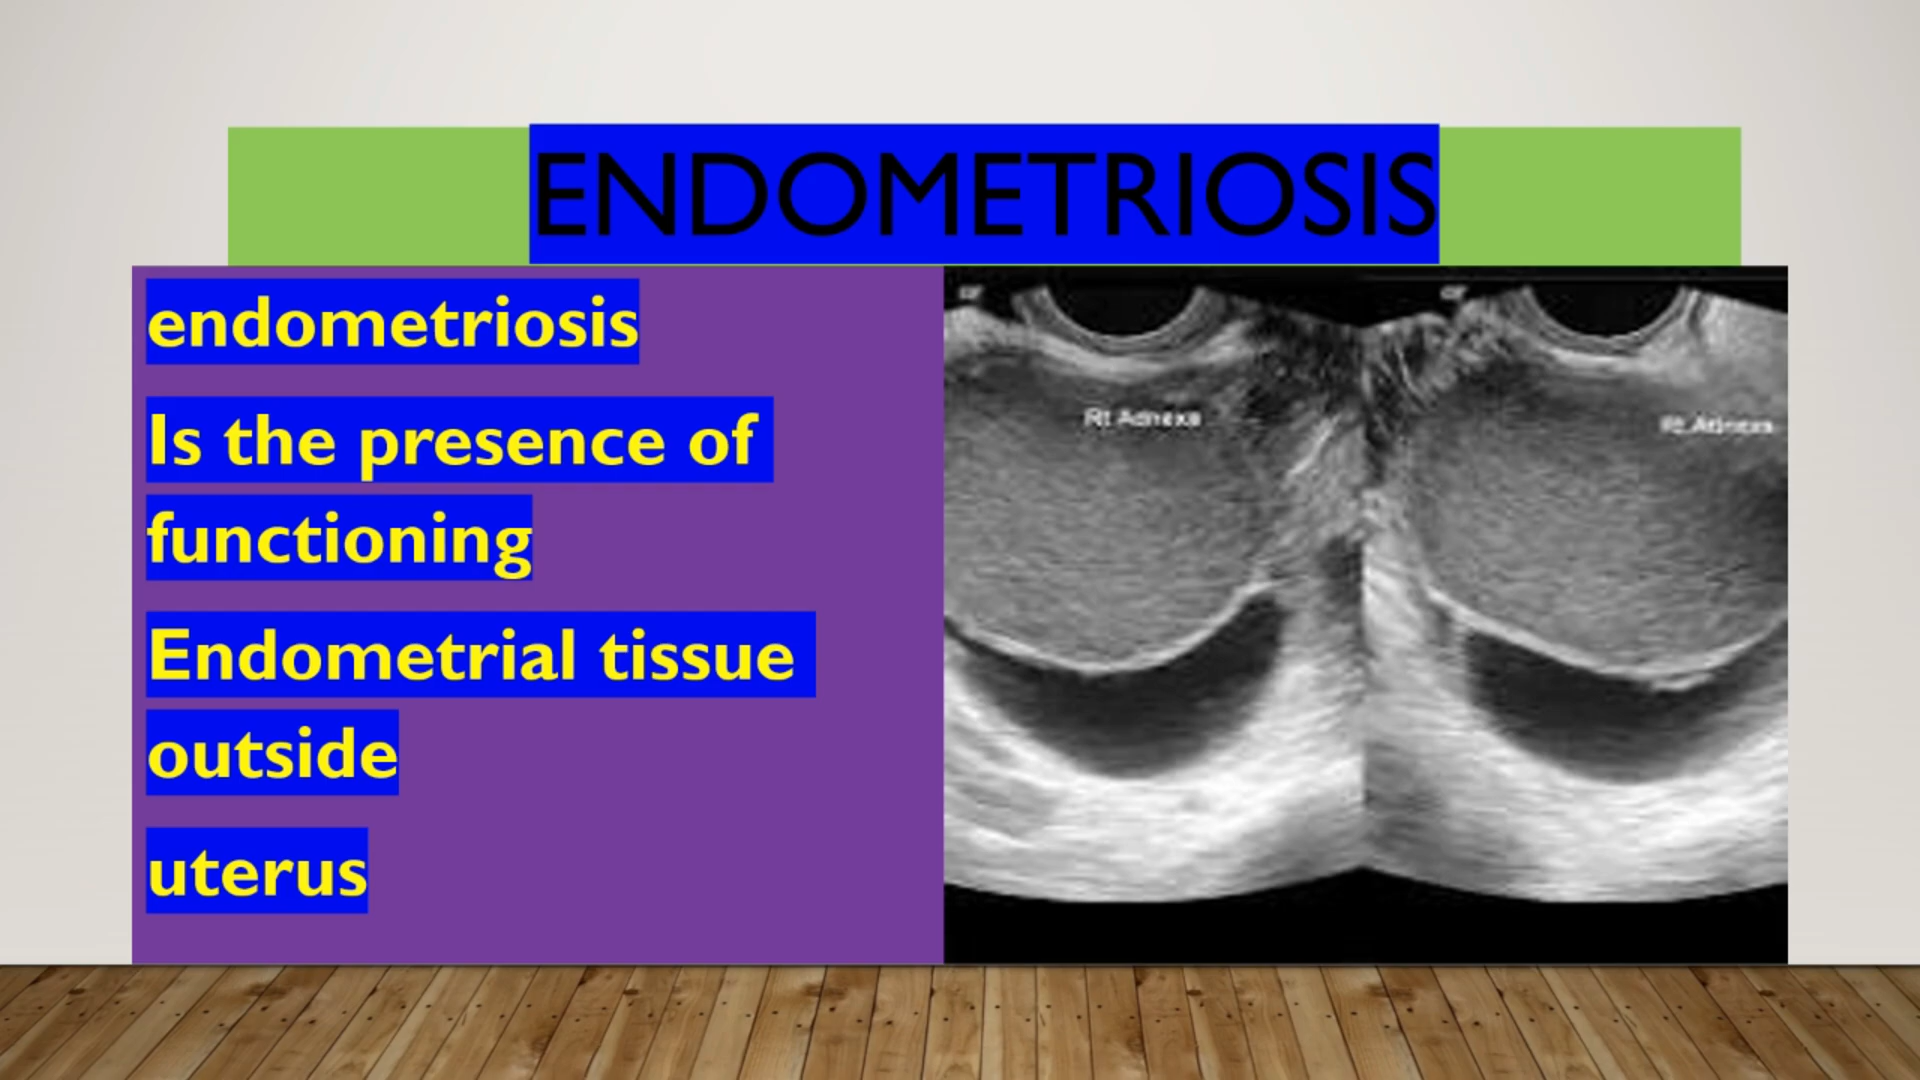 ENDOMETRIOSIS
endometriosis
Is the presence of
functioning
Endometrial tissue
outside
uterus
Rt Adnexa
Rt Adnexa